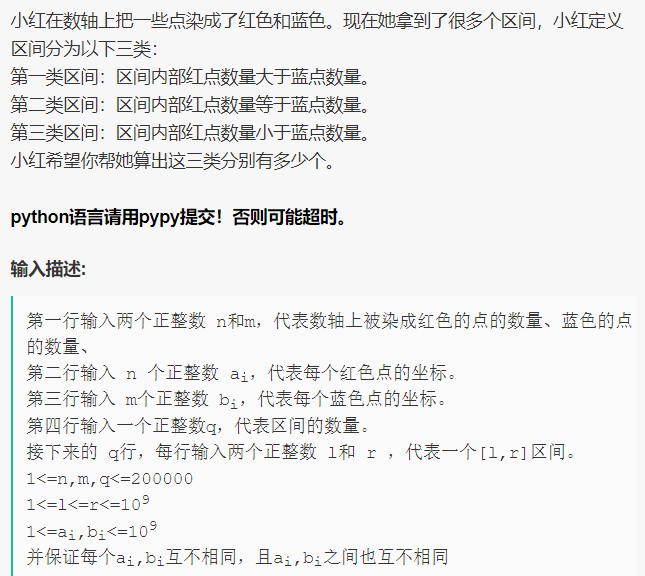 小红在数轴上把一些点染成了红色和蓝色。现在她拿到了很多个区间，小红定义
区间分为以下三类：
第一类区间：区间内部红点数量大于蓝点数量。
第二类区间：区间内部红点数量等于蓝点数量。
第三类区间：区间内部红点数量小于蓝点数量。
小红希望你帮她算出这三类分别有多少个。
python语言请用pypy提交！否则可能超时。
输入描述:
第一行输入两个正整数 n和m，代表数轴上被染成红色的点的数量、蓝色的点
的数量、
第二行输入 n 个正整数 aᵢ，代表每个红色点的坐标。
第三行输入 m个正整数 bᵢ，代表每个蓝色点的坐标。
第四行输入一个正整数q，代表区间的数量。
接下来的 q行，每行输入两个正整数 l和 r ，代表一个[l,r]区间。
1<=n,m,q<=200000
1<=l<=r<=10⁹
1<=aᵢ,bᵢ<=10⁹
并保证每个aᵢ,bᵢ互不相同，且aᵢ,bᵢ之间也互不相同